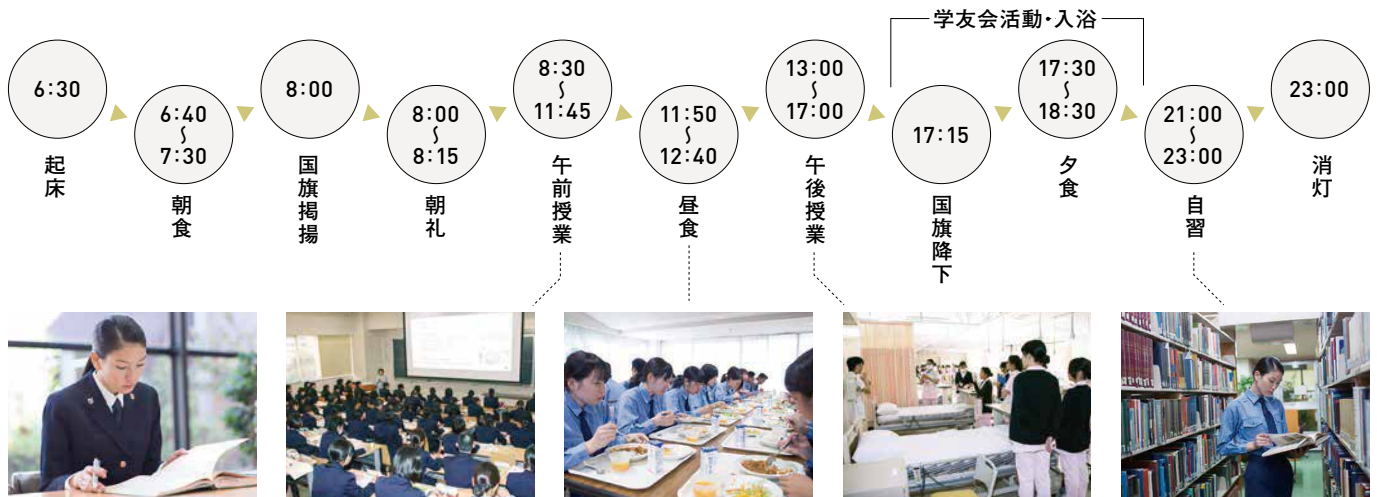 学友会活動・入浴
6:30
起床
6:40
〜
7:30
朝食
8:00
国旗掲揚
8:00
〜
8:15
朝礼
8:30
〜
11:45
午前授業
11:50
〜
12:40
昼食
13:00
〜
17:00
午後授業
17:15
国旗降下
17:30
〜
18:30
夕食
21:00
〜
23:00
自習
23:00
消灯